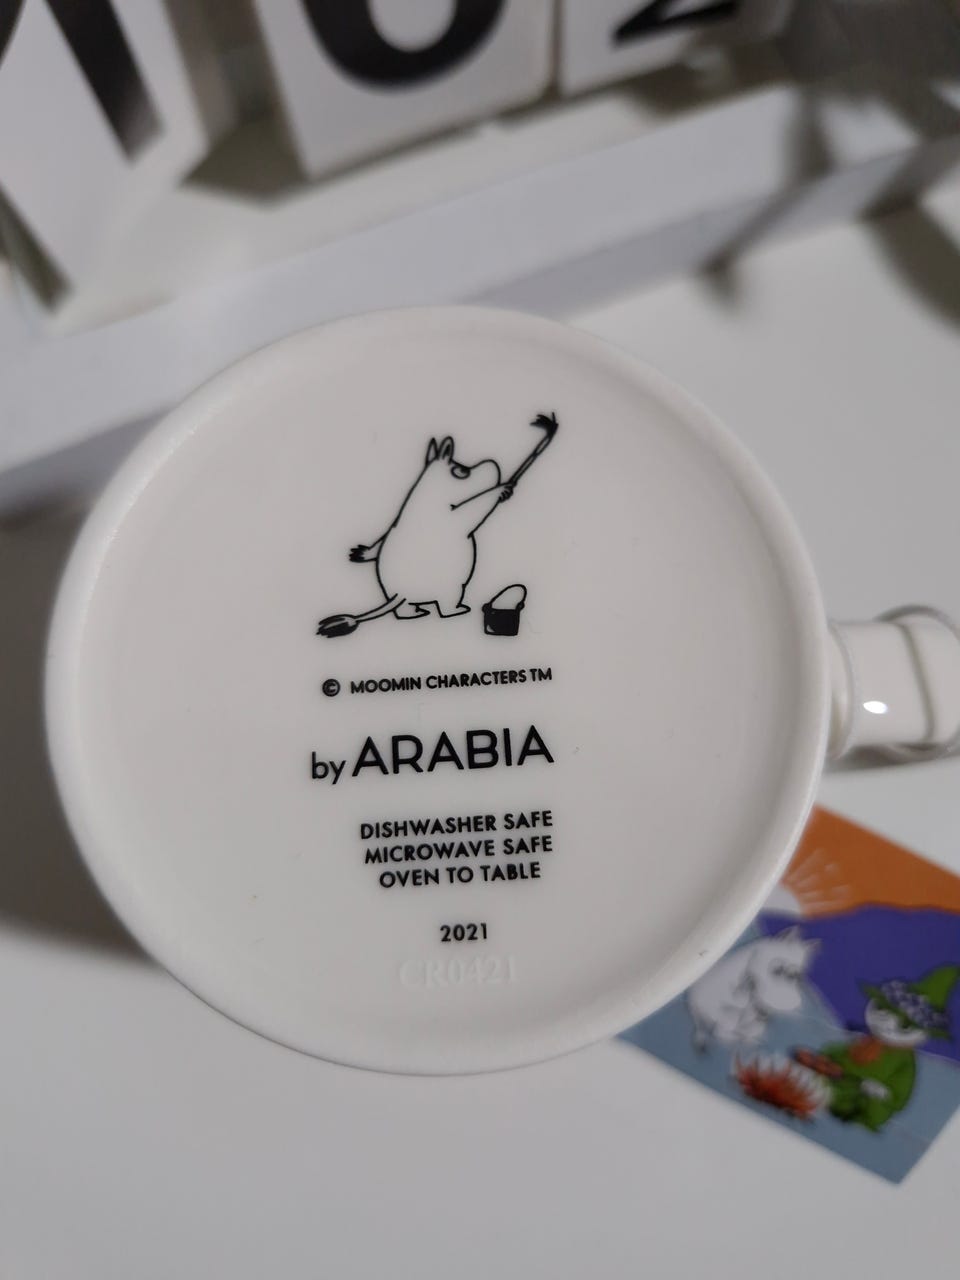 © MOOMIN CHARACTERS TM
by ARABIA
DISHWASHER SAFE
MICROWAVE SAFE
OVEN TO TABLE
2021
CR0421